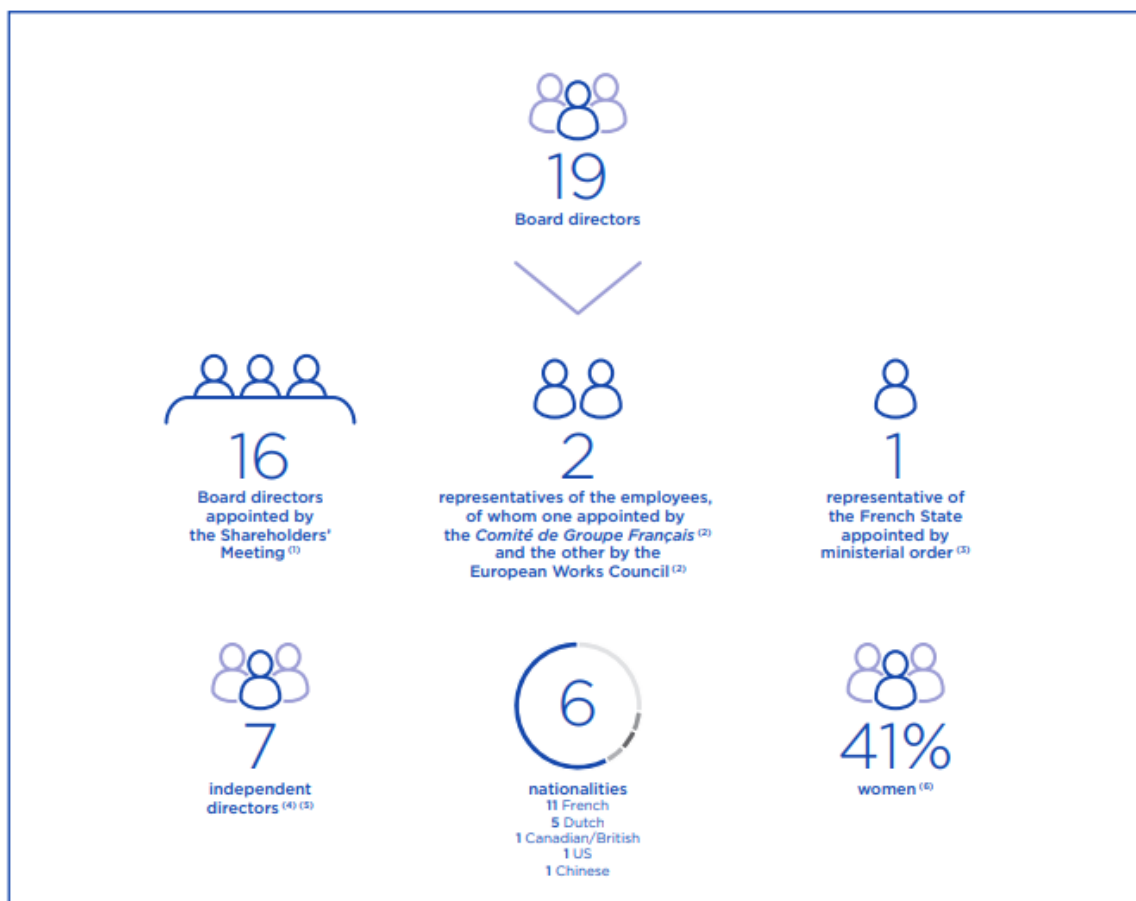 19
Board directors
16
Board directors
appointed by
the Shareholders'
Meeting (1)
2
representatives of the employees,
of whom one appointed by
the Comité de Groupe Français (2)
and the other by the
European Works Council (2)
1
representative of
the French State
appointed by
ministerial order (3)
7
independent
directors (4) (5)
6
nationalities
11 French
5 Dutch
1 Canadian/British
1 US
1 Chinese
41%
women (6)